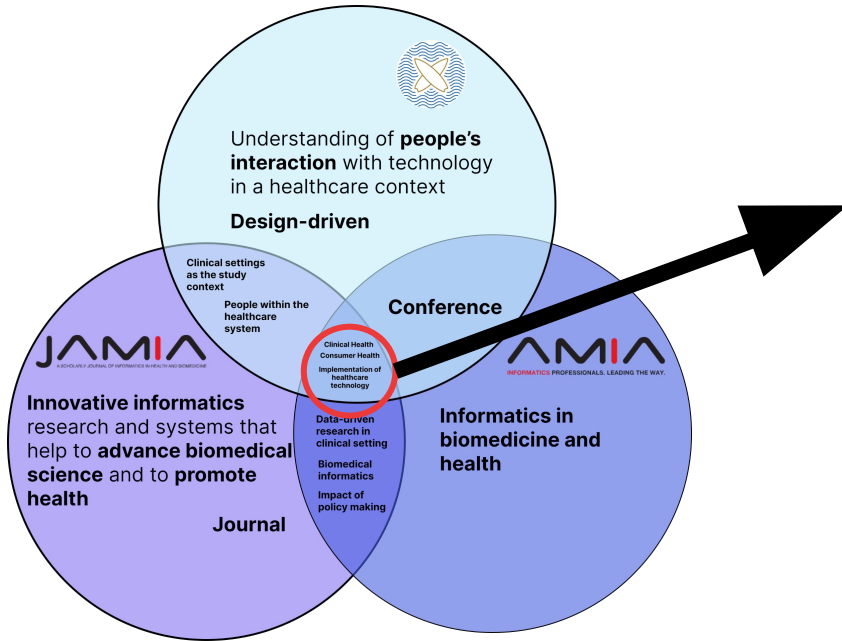 Understanding of people's
interaction with technology
in a healthcare context
Design-driven
Clinical settings
as the study
context
People within the
healthcare
system
Conference
JAMIA
A SCHOLARLY JOURNAL OF INFORMATICS IN HEALTH AND BIOMEDICINE
Clinical Health
Consumer Health
Implementation of
healthcare
technology
AMIA
INFORMATICS PROFESSIONALS. LEADING THE WAY.
Innovative informatics
research and systems that
help to advance biomedical
science and to promote
health
Journal
Data-driven
research in
clinical setting
Biomedical
informatics
Impact of
policy making
Informatics in
biomedicine and
health